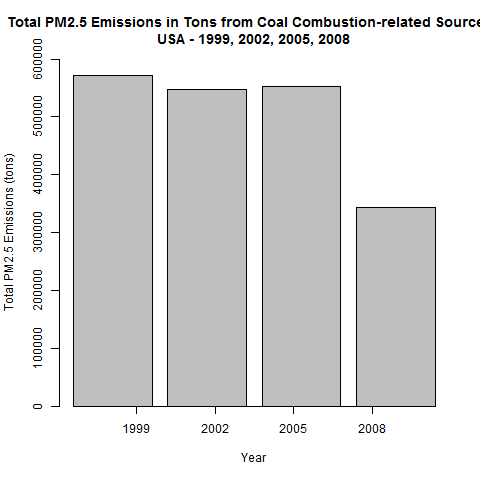 Total PM2.5 Emissions in Tons from Coal Combustion-related Source
USA - 1999, 2002, 2005, 2008
Total PM2.5 Emissions (tons)
600000
500000
400000
300000
200000
100000
0
1999 2002 2005 2008
Year